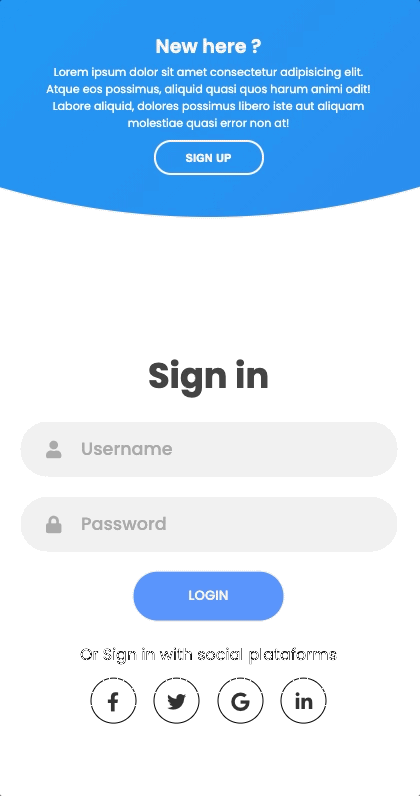 New here ?
Lorem ipsum dolor sit amet consectetur adipisicing elit.
Atque eos possimus, aliquid quasi quos harum animi odit!
Labore aliquid, dolores possimus libero iste aut aliquam
molestiae quasi error non at!
SIGN UP
Sign in
Username
Password
LOGIN
Or Sign in with social plataforms